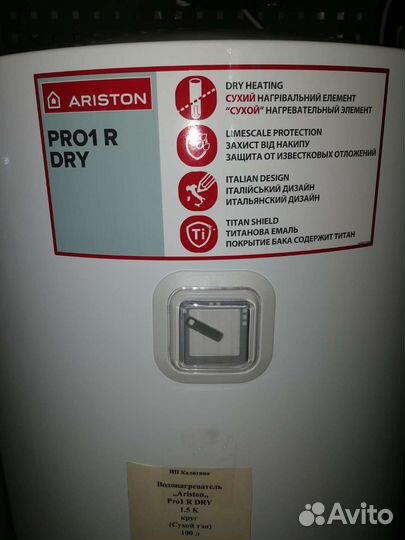 ARISTON
PRO1 R
DRY
DRY HEATING
СУХИЙ НАГРІВАЛЬНИЙ ЕЛЕМЕНТ
"СУХОЙ" НАГРЕВАТЕЛЬНЫЙ ЭЛЕМЕНТ
LIMESCALE PROTECTION
ЗАХИСТ ВІД НАКИПУ
ЗАЩИТА ОТ ИЗВЕСТКОВЫХ ОТЛОЖЕНИЙ
ITALIAN DESIGN
ІТАЛІЙСЬКИЙ ДИЗАЙН
ИТАЛЬЯНСКИЙ ДИЗАЙН
Ti
TITAN SHIELD
ТИТАНОВА ЕМАЛЬ
ПОКРЫТИЕ БАКА СОДЕРЖИТ ТИТАН
ИП Калитина
Водонагреватель
„Ariston„
Pro1 R DRY
1.5 K
круг
(Сухой тэн)
100 л
Avito